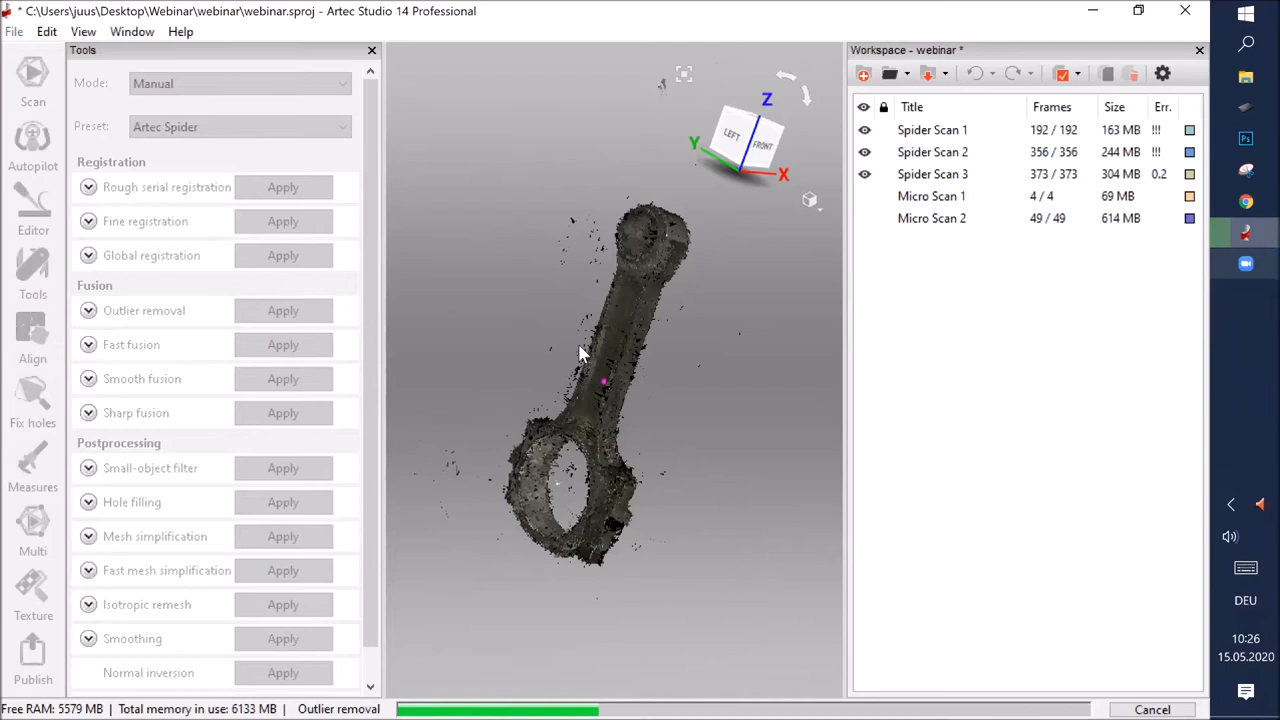 * C:\Users\juus\Desktop\Webinar\webinar\webinar.sproj - Artec Studio 14 Professional
File Edit View Window Help
Tools
Workspace - webinar *
Scan
Autopilot
Editor
Tools
Align
Fix holes
Measures
Multi
Texture
Publish
Mode: Manual
Preset: Artec Spider
Registration
Rough serial registration Apply
Fine registration Apply
Global registration Apply
Fusion
Outlier removal Apply
Fast fusion Apply
Smooth fusion Apply
Sharp fusion Apply
Postprocessing
Small-object filter Apply
Hole filling Apply
Mesh simplification Apply
Fast mesh simplification Apply
Isotropic remesh Apply
Smoothing Apply
Normal inversion Apply
Z
LEFT FRONT
Y
X
Title Frames Size Err.
Spider Scan 1 192 / 192 163 MB !!!
Spider Scan 2 356 / 356 244 MB !!!
Spider Scan 3 373 / 373 304 MB 0.2
Micro Scan 1 4 / 4 69 MB
Micro Scan 2 49 / 49 614 MB
Ps
DEU
10:26
15.05.2020
Free RAM: 5579 MB | Total memory in use: 6133 MB | Outlier removal
Cancel